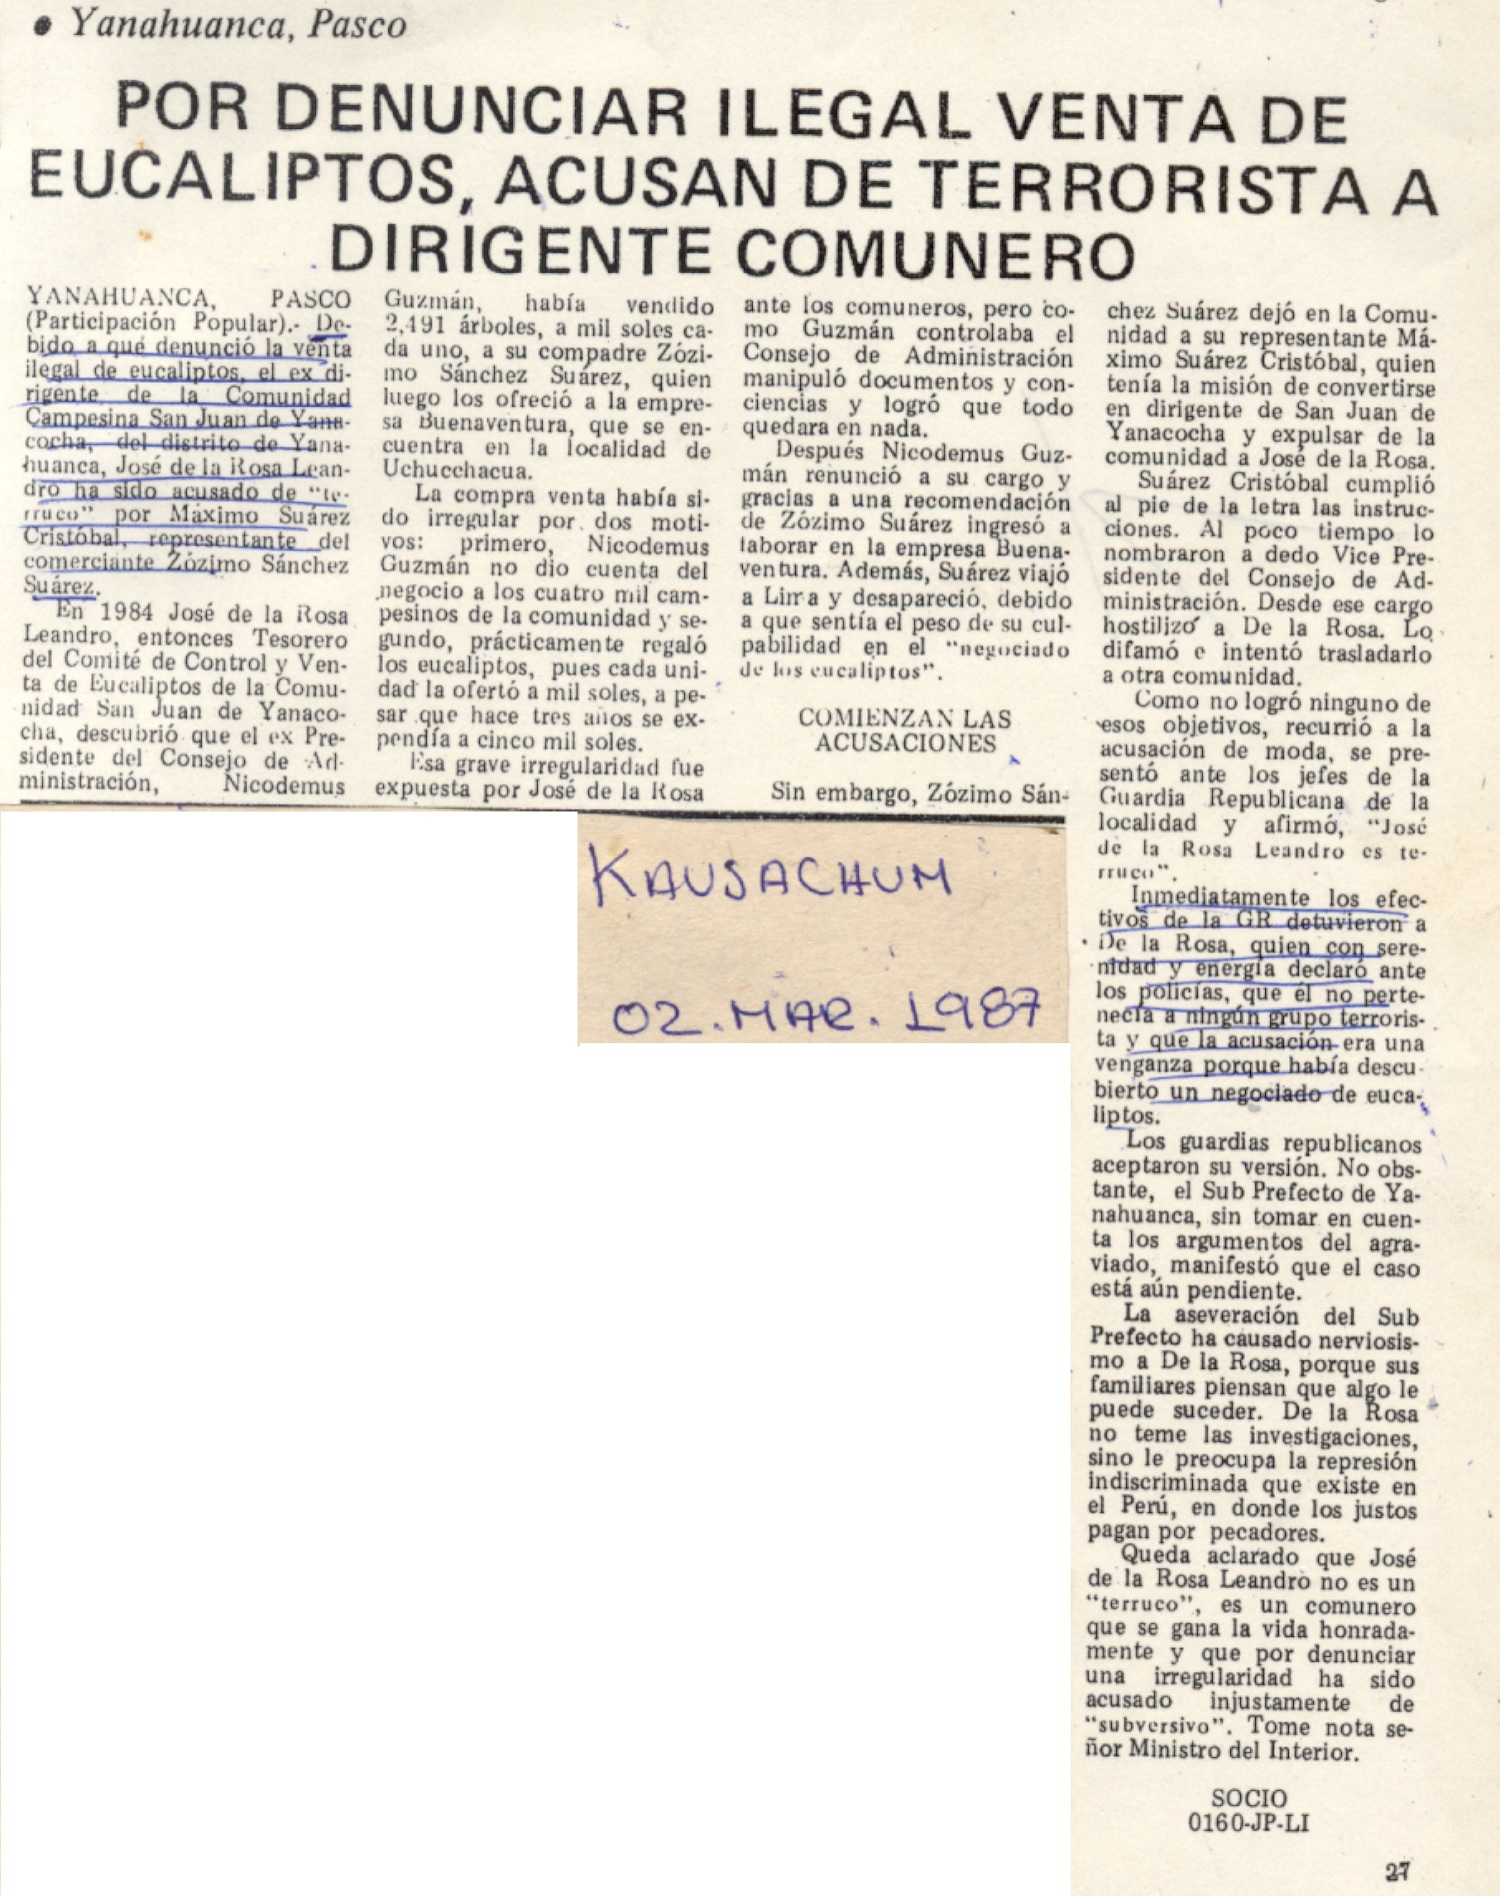 • Yanahuanca, Pasco
POR DENUNCIAR ILEGAL VENTA DE
EUCALIPTOS, ACUSAN DE TERRORISTA A
DIRIGENTE COMUNERO
YANAHUANCA, PASCO
(Participación Popular).- De-
bido a que denunció la venta
ilegal de eucaliptos, el ex di-
rigente de la Comunidad
Campesina San Juan de Yana-
cocha, del distrito de Yana-
huanca, José de la Rosa Lean-
dro ha sido acusado de "te-
rruco" por Máximo Suárez
Cristóbal, representante del
comerciante Zózimo Sánchez
Suárez.
En 1984 José de la Rosa
Leandro, entonces Tesorero
del Comité de Control y Ven-
ta de Eucaliptos de la Comu-
nidad San Juan de Yanaco-
cha, descubrió que el ex Pre-
sidente del Consejo de Ad-
ministración, Nicodemus
Guzmán, había vendido
2,491 árboles, a mil soles ca-
da uno, a su compadre Zózi-
mo Sánchez Suárez, quien
luego los ofreció a la empre-
sa Buenaventura, que se en-
cuentra en la localidad de
Uchucchacua.
La compra venta había si-
do irregular por dos moti-
vos: primero, Nicodemus
Guzmán no dio cuenta del
negocio a los cuatro mil cam-
pesinos de la comunidad y se-
gundo, prácticamente regaló
los eucaliptos, pues cada uni-
dad la ofertó a mil soles, a pe-
sar que hace tres años se ex-
pendía a cinco mil soles.
Esa grave irregularidad fue
expuesta por José de la Rosa
ante los comuneros, pero co-
mo Guzmán controlaba el
Consejo de Administración
manipuló documentos y con-
ciencias y logró que todo
quedara en nada.
Después Nicodemus Guz-
mán renunció a su cargo y
gracias a una recomendación
de Zózimo Suárez ingresó a
laborar en la empresa Buena-
ventura. Además, Suárez viajó
a Lima y desapareció, debido
a que sentía el peso de su cul-
pabilidad en el "negociado
de los eucaliptos".
COMIENZAN LAS
ACUSACIONES
Sin embargo, Zózimo Sán-
chez Suárez dejó en la Comu-
nidad a su representante Má-
ximo Suárez Cristóbal, quien
tenía la misión de convertirse
en dirigente de San Juan de
Yanacocha y expulsar de la
comunidad a José de la Rosa.
Suárez Cristóbal cumplió
al pie de la letra las instruc-
ciones. Al poco tiempo lo
nombraron a dedo Vice Pre-
sidente del Consejo de Ad-
ministración. Desde ese cargo
hostilizó a De la Rosa. Lo
difamó e intentó trasladarlo
a otra comunidad.
Como no logró ninguno de
esos objetivos, recurrió a la
acusación de moda, se pre-
sentó ante los jefes de la
Guardia Republicana de la
localidad y afirmó, "José
de la Rosa Leandro es te-
rruco".
Inmediatamente los efec-
tivos de la GR detuvieron a
De la Rosa, quien con sere-
nidad y energía declaró ante
los policías, que él no perte-
necía a ningún grupo terroris-
ta y que la acusación era una
venganza porque había descu-
bierto un negociado de euca-
liptos.
Los guardias republicanos
aceptaron su versión. No obs-
tante, el Sub Prefecto de Ya-
nahuanca, sin tomar en cuen-
ta los argumentos del agra-
viado, manifestó que el caso
está aún pendiente.
La aseveración del Sub
Prefecto ha causado nerviosis-
mo a De la Rosa, porque sus
familiares piensan que algo le
puede suceder. De la Rosa
no teme las investigaciones,
sino le preocupa la represión
indiscriminada que existe en
el Perú, en donde los justos
pagan por pecadores.
Queda aclarado que José
de la Rosa Leandro no es un
"terruco", es un comunero
que se gana la vida honrada-
mente y que por denunciar
una irregularidad ha sido
acusado injustamente de
"subversivo". Tome nota se-
ñor Ministro del Interior.
SOCIO
0160-JP-LI
27
KAUSACHUM
02.MAR.1987